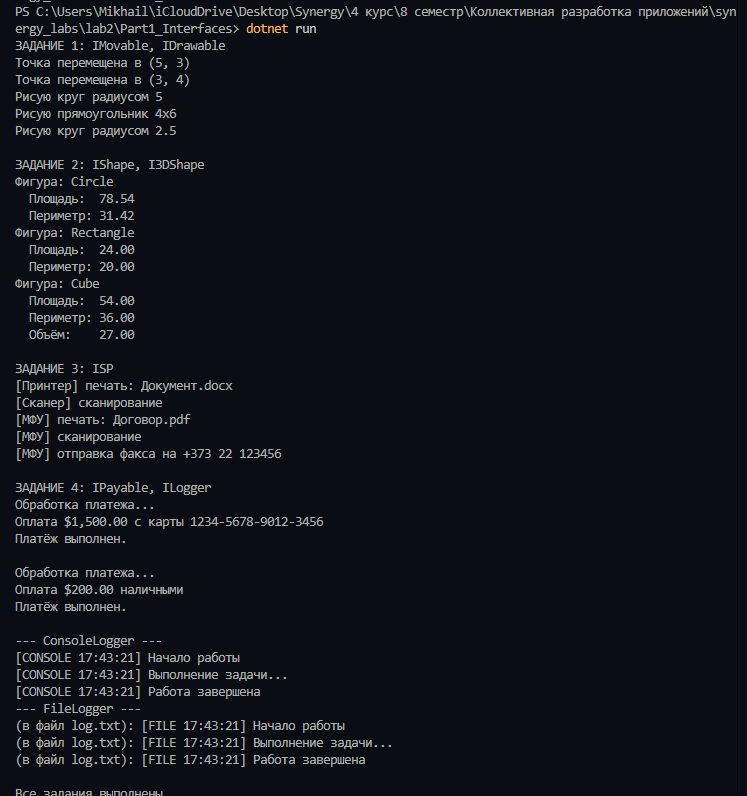 PS C:\Users\Mikhail\iCloudDrive\Desktop\Synergy\4 курс\8 семестр\Коллективная разработка приложений\syn
ergy_labs\lab2\Part1_Interfaces> dotnet run
ЗАДАНИЕ 1: IMovable, IDrawable
Точка перемещена в (5, 3)
Точка перемещена в (3, 4)
Рисую круг радиусом 5
Рисую прямоугольник 4x6
Рисую круг радиусом 2.5

ЗАДАНИЕ 2: IShape, I3DShape
Фигура: Circle
  Площадь:  78.54
  Периметр: 31.42
Фигура: Rectangle
  Площадь:  24.00
  Периметр: 20.00
Фигура: Cube
  Площадь:  54.00
  Периметр: 36.00
  Объём:    27.00

ЗАДАНИЕ 3: ISP
[Принтер] печать: Документ.docx
[Сканер] сканирование
[МФУ] печать: Договор.pdf
[МФУ] сканирование
[МФУ] отправка факса на +373 22 123456

ЗАДАНИЕ 4: IPayable, ILogger
Обработка платежа...
Оплата $1,500.00 с карты 1234-5678-9012-3456
Платёж выполнен.

Обработка платежа...
Оплата $200.00 наличными
Платёж выполнен.

--- ConsoleLogger ---
[CONSOLE 17:43:21] Начало работы
[CONSOLE 17:43:21] Выполнение задачи...
[CONSOLE 17:43:21] Работа завершена
--- FileLogger ---
(в файл log.txt): [FILE 17:43:21] Начало работы
(в файл log.txt): [FILE 17:43:21] Выполнение задачи...
(в файл log.txt): [FILE 17:43:21] Работа завершена

Все задания выполнены